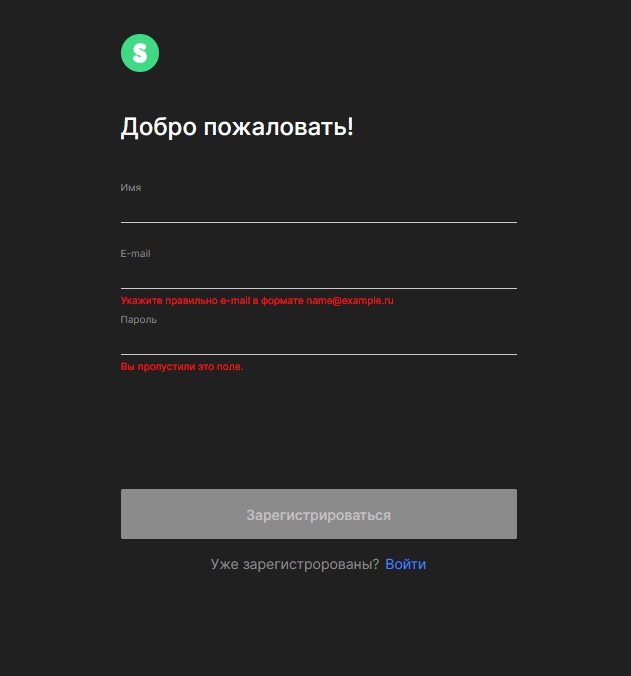 S
Добро пожаловать!
Имя
E-mail
Укажите правильно e-mail в формате name@example.ru
Пароль
Вы пропустили это поле.
Зарегистрироваться
Уже зарегистророваны? Войти